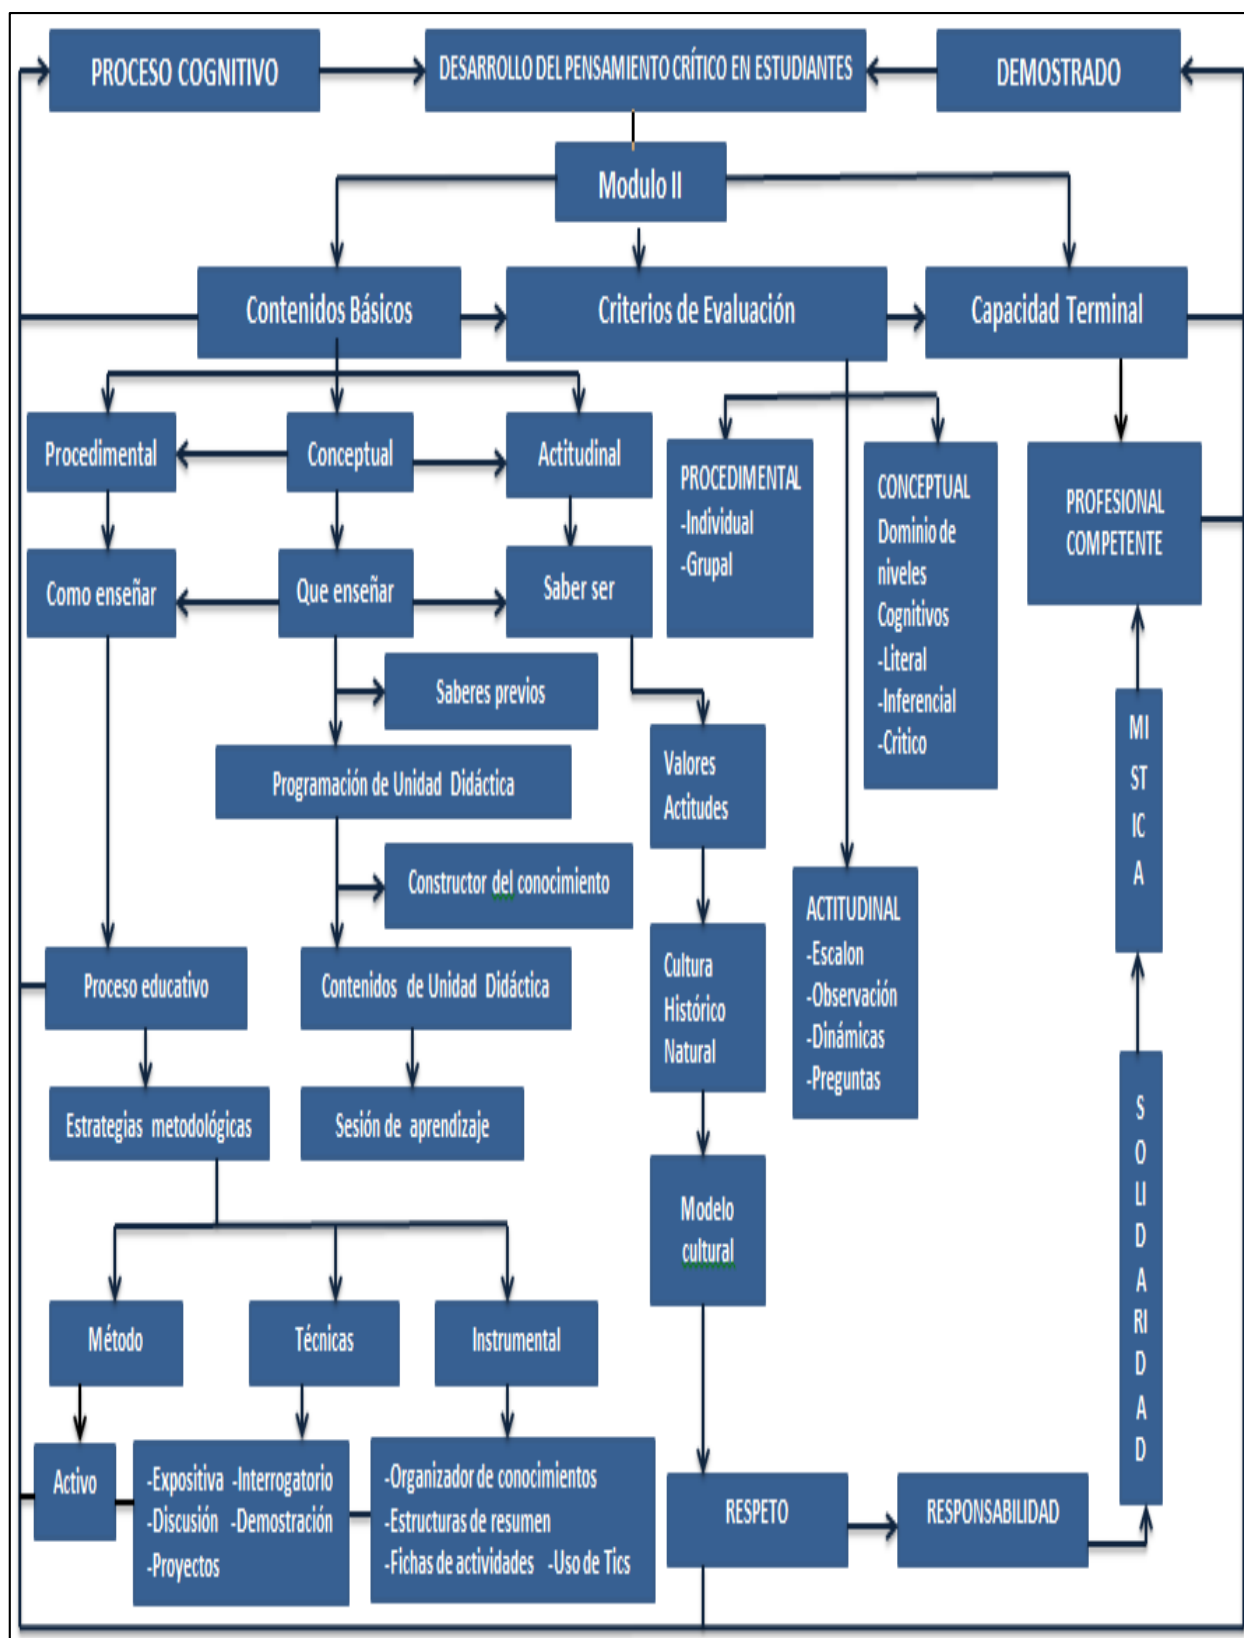 PROCESO COGNITIVO
DESARROLLO DEL PENSAMIENTO CRÍTICO EN ESTUDIANTES
DEMOSTRADO
Modulo II
Contenidos Básicos
Criterios de Evaluación
Capacidad Terminal
Procedimental
Conceptual
Actitudinal
PROCEDIMENTAL
-Individual
-Grupal
CONCEPTUAL
Dominio de
niveles
Cognitivos
-Literal
-Inferencial
-Critico
PROFESIONAL
COMPETENTE
Como enseñar
Que enseñar
Saber ser
Saberes previos
Programación de Unidad Didáctica
Valores
Actitudes
Constructor del conocimiento
ACTITUDINAL
-Escalon
-Observación
-Dinámicas
-Preguntas
MI
ST
IC
A
Proceso educativo
Contenidos de Unidad Didáctica
Cultura
Histórico
Natural
Estrategias metodológicas
Sesión de aprendizaje
Modelo
cultural
S
O
LI
D
A
RI
D
A
D
Método
Técnicas
Instrumental
Activo
-Expositiva -Interrogatorio
-Discusión -Demostración
-Proyectos
-Organizador de conocimientos
-Estructuras de resumen
-Fichas de actividades -Uso de Tics
RESPETO
RESPONSABILIDAD